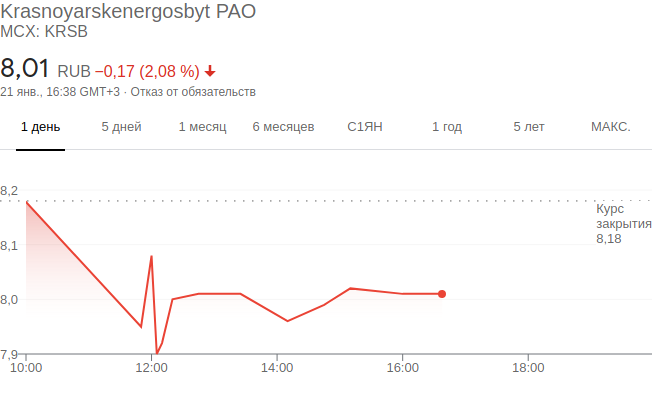 Krasnoyarskenergosbyt PAO
MCX: KRSB
8,01 RUB −0,17 (2,08 %)
21 янв., 16:38 GMT+3 · Отказ от обязательств
1 день 5 дней 1 месяц 6 месяцев С1ЯН 1 год 5 лет МАКС.
8,2
Курс
закрытия
8,18
8,1
8,0
7,9
10:00 12:00 14:00 16:00 18:00